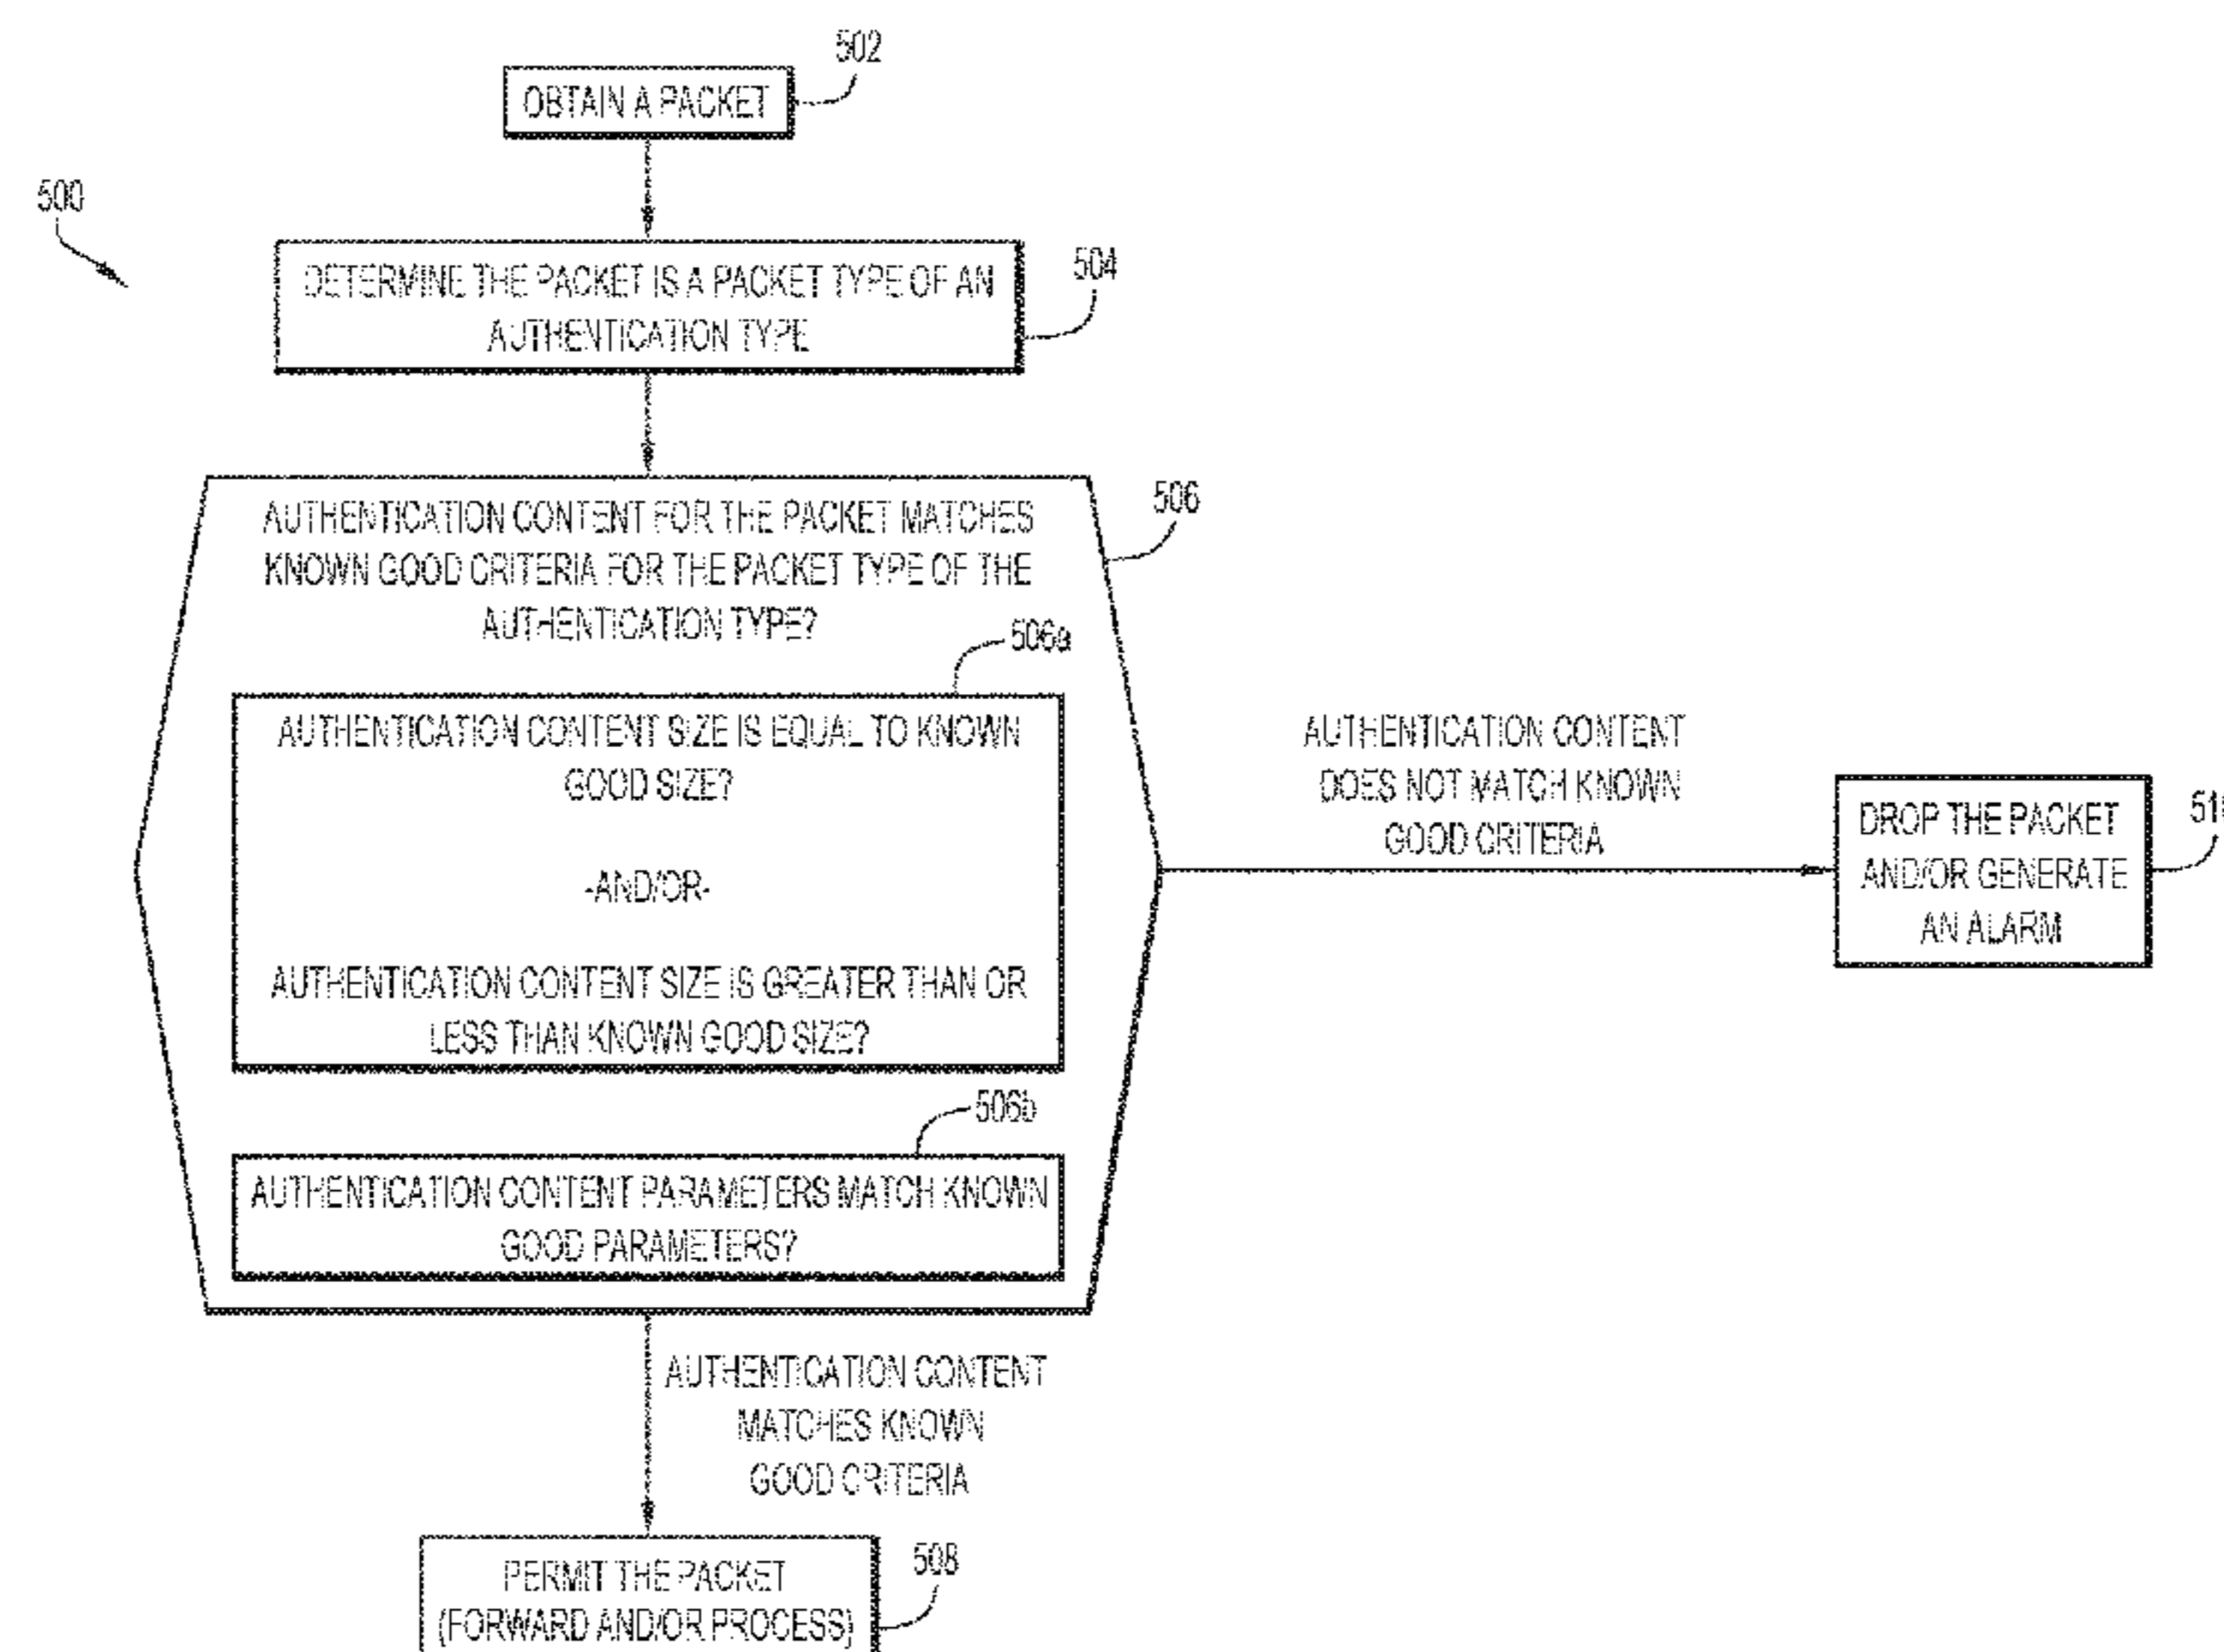 502
OBTAIN A PACKET
500
DETERMINE THE PACKET IS A PACKET TYPE OF AN
AUTHENTICATION TYPE
504
506
AUTHENTICATION CONTENT FOR THE PACKET MATCHES
KNOWN GOOD CRITERIA FOR THE PACKET TYPE OF THE
AUTHENTICATION TYPE?
506a
AUTHENTICATION CONTENT SIZE IS EQUAL TO KNOWN
GOOD SIZE?
-AND/OR-
AUTHENTICATION CONTENT SIZE IS GREATER THAN OR
LESS THAN KNOWN GOOD SIZE?
506b
AUTHENTICATION CONTENT PARAMETERS MATCH KNOWN
GOOD PARAMETERS?
AUTHENTICATION CONTENT
DOES NOT MATCH KNOWN
GOOD CRITERIA
DROP THE PACKET
AND/OR GENERATE
AN ALARM
AUTHENTICATION CONTENT
MATCHES KNOWN
GOOD CRITERIA
PERMIT THE PACKET
(FORWARD AND/OR PROCESS)
508